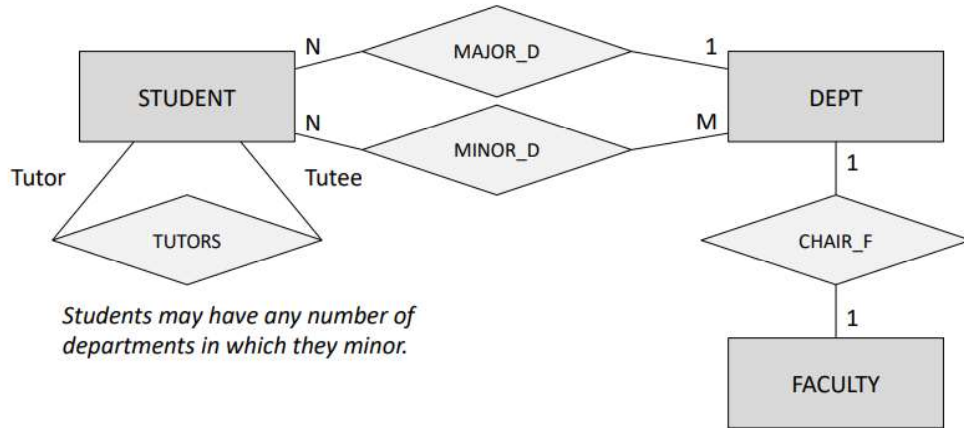 N
MAJOR_D
1
STUDENT
DEPT
N
MINOR_D
M
Tutor
Tutee
1
TUTORS
CHAIR_F
Students may have any number of
departments in which they minor.
1
FACULTY